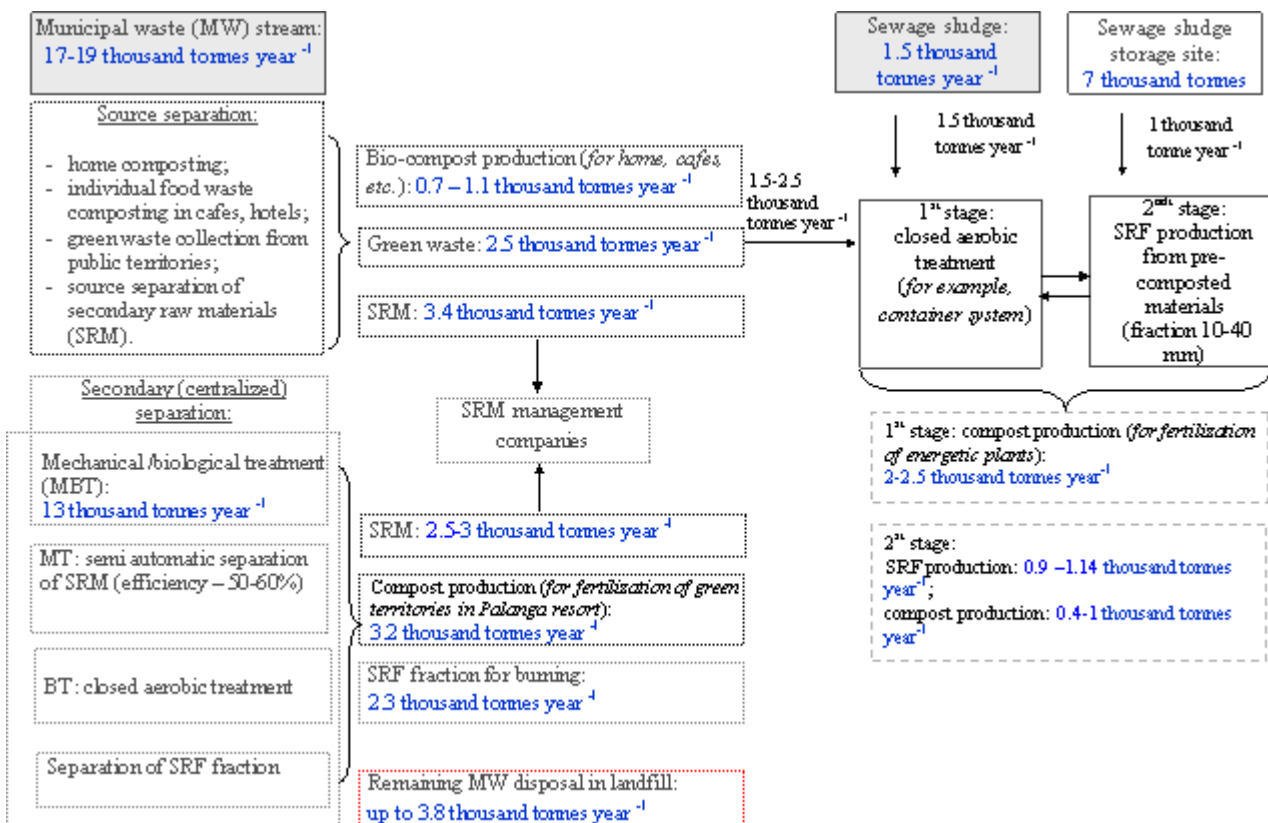 Municipal waste (MW) stream:
17-19 thousand tonnes year -1
Source separation:
- home composting;
- individual food waste
composting in cafes, hotels;
- green waste collection from
public territories;
- source separation of
secondary raw materials
(SRM).
Bio-compost production (for home, cafes,
etc.): 0.7 – 1.1 thousand tonnes year -1
Green waste: 2.5 thousand tonnes year -1
SRM: 3.4 thousand tonnes year -1
1.5-2.5
thousand
tonnes year -1
Sewage sludge:
1.5 thousand
tonnes year -1
Sewage sludge
storage site:
7 thousand tonnes
1.5 thousand
tonnes year -1
1 thousand
tonne year -1
1st stage:
closed aerobic
treatment
(for example,
container system)
2nd stage:
SRF production
from pre-
composted
materials
(fraction 10-40
mm)
Secondary (centralized)
separation:
Mechanical /biological treatment
(MBT):
13 thousand tonnes year -1
MT: semi automatic separation
of SRM (efficiency – 50-60%)
BT: closed aerobic treatment
Separation of SRF fraction
SRM management
companies
SRM: 2.5-3 thousand tonnes year -1
Compost production (for fertilization of green
territories in Palanga resort):
3.2 thousand tonnes year -1
SRF fraction for burning:
2.3 thousand tonnes year -1
Remaining MW disposal in landfill:
up to 3.8 thousand tonnes year -1
1st stage: compost production (for fertilization
of energetic plants):
2-2.5 thousand tonnes year-1
2nd stage:
SRF production: 0.9 –1.14 thousand tonnes
year-1;
compost production: 0.4-1 thousand tonnes
year-1